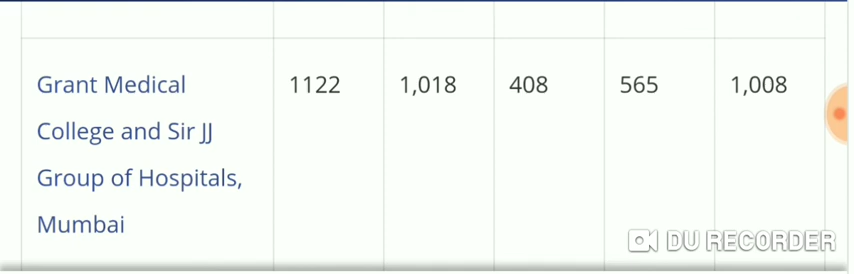 Grant Medical 1122 1,018 408 565 1,008
College and Sir JJ
Group of Hospitals,
Mumbai
DU RECORDER